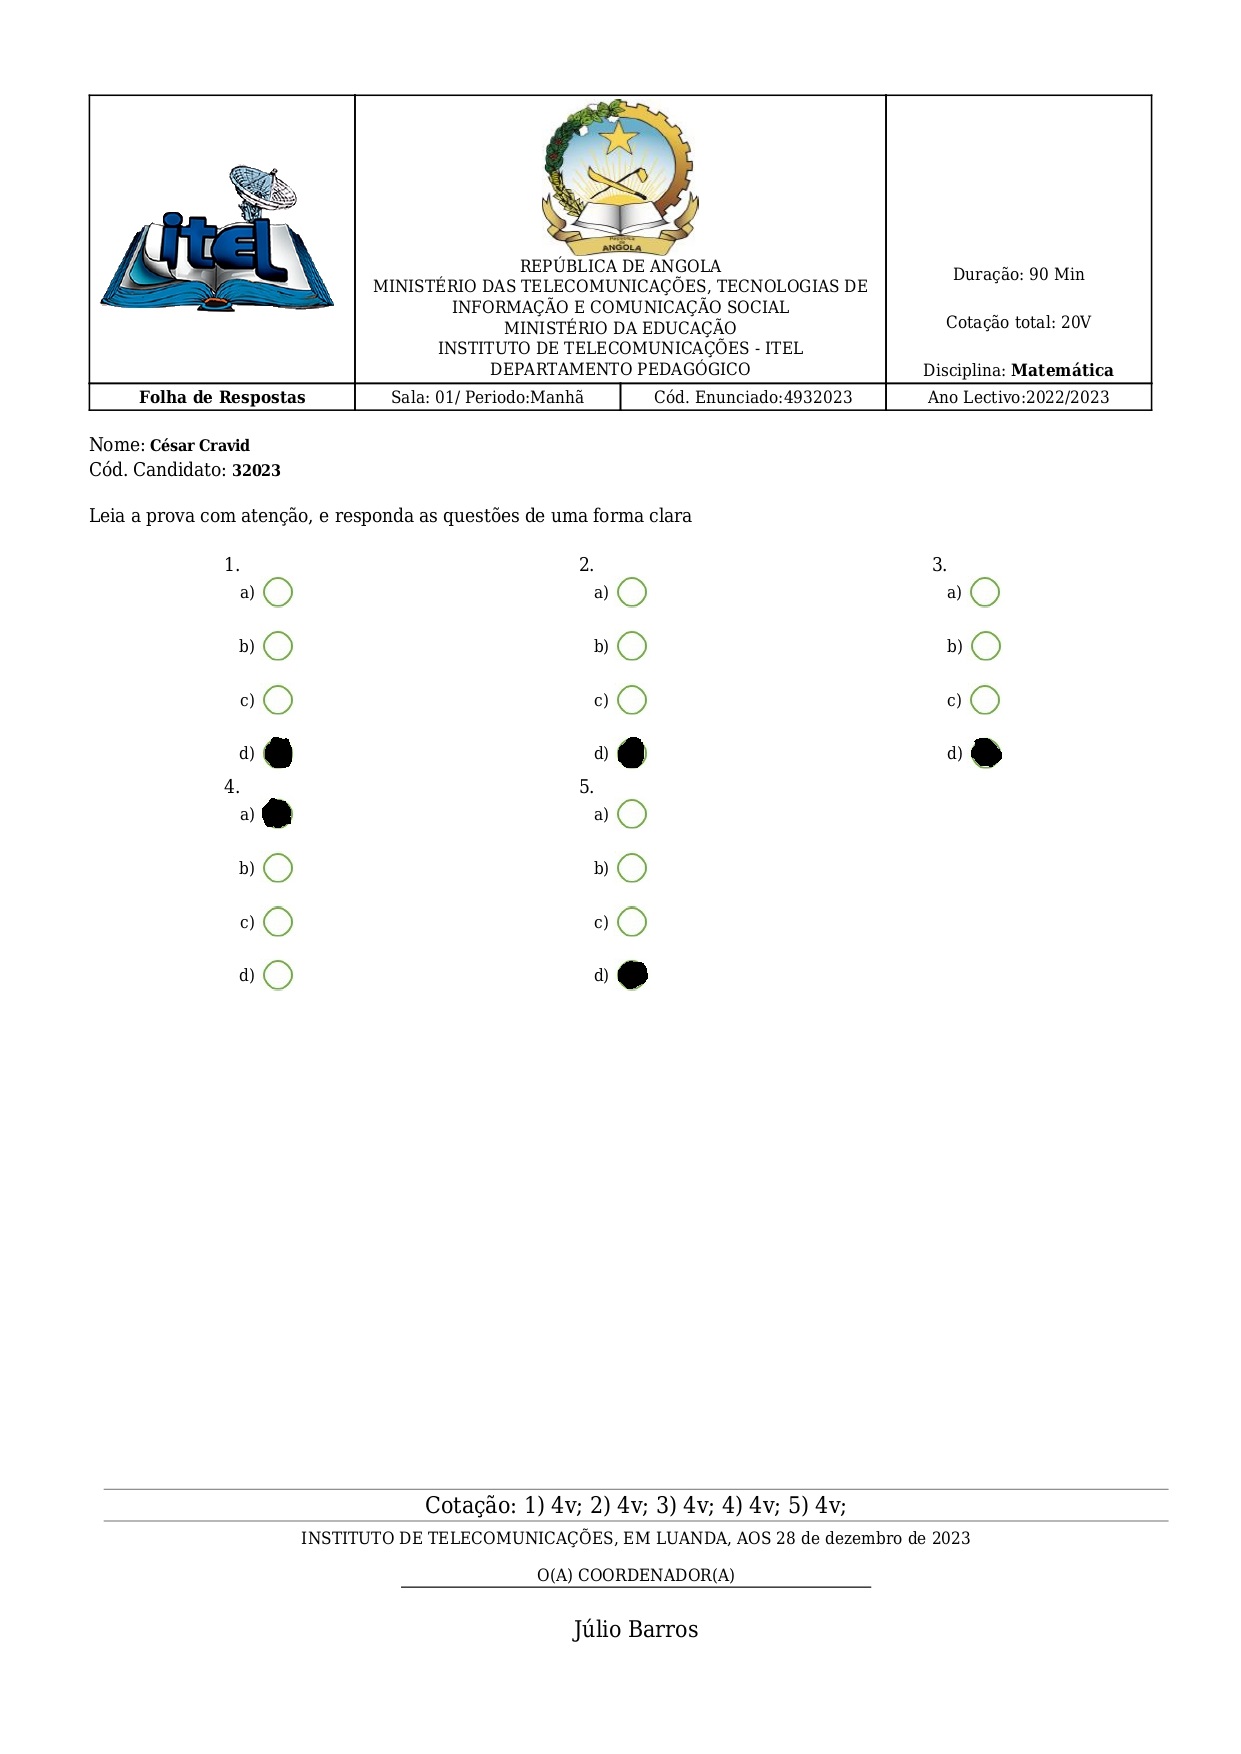 itel
República
de
ANGOLA
REPÚBLICA DE ANGOLA
MINISTÉRIO DAS TELECOMUNICAÇÕES, TECNOLOGIAS DE
INFORMAÇÃO E COMUNICAÇÃO SOCIAL
MINISTÉRIO DA EDUCAÇÃO
INSTITUTO DE TELECOMUNICAÇÕES - ITEL
DEPARTAMENTO PEDAGÓGICO
Duração: 90 Min
Cotação total: 20V
Disciplina: Matemática
Folha de Respostas
Sala: 01/ Periodo:Manhã
Cód. Enunciado:4932023
Ano Lectivo:2022/2023
Nome: César Cravid
Cód. Candidato: 32023
Leia a prova com atenção, e responda as questões de uma forma clara
1.
a)
b)
c)
d)
2.
a)
b)
c)
d)
3.
a)
b)
c)
d)
4.
a)
b)
c)
d)
5.
a)
b)
c)
d)
Cotação: 1) 4v; 2) 4v; 3) 4v; 4) 4v; 5) 4v;
INSTITUTO DE TELECOMUNICAÇÕES, EM LUANDA, AOS 28 de dezembro de 2023
O(A) COORDENADOR(A)
Júlio Barros